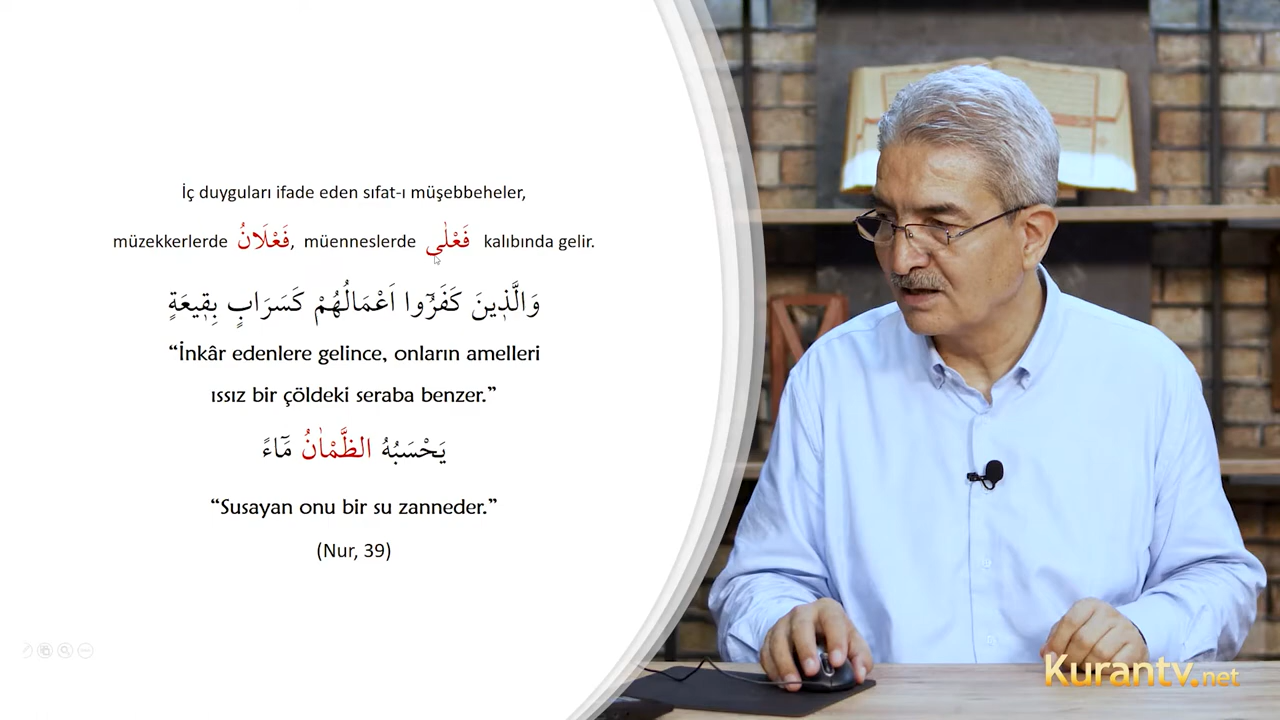 İç duyguları ifade eden sıfat-ı müşebbeheler,
müzekkerlerde فَعْلَانُ, müenneslerde فَعْلٰى kalıbında gelir.
وَالَّذ۪ينَ كَفَرُٓوا اَعْمَالُهُمْ كَسَرَابٍ بِق۪يعَةٍ
“İnkâr edenlere gelince, onların amelleri
ıssız bir çöldeki seraba benzer.”
يَحْسَبُهُ الظَّمْاٰنُ مَٓاءً
“Susayan onu bir su zanneder.”
(Nur, 39)
Kurantv.net